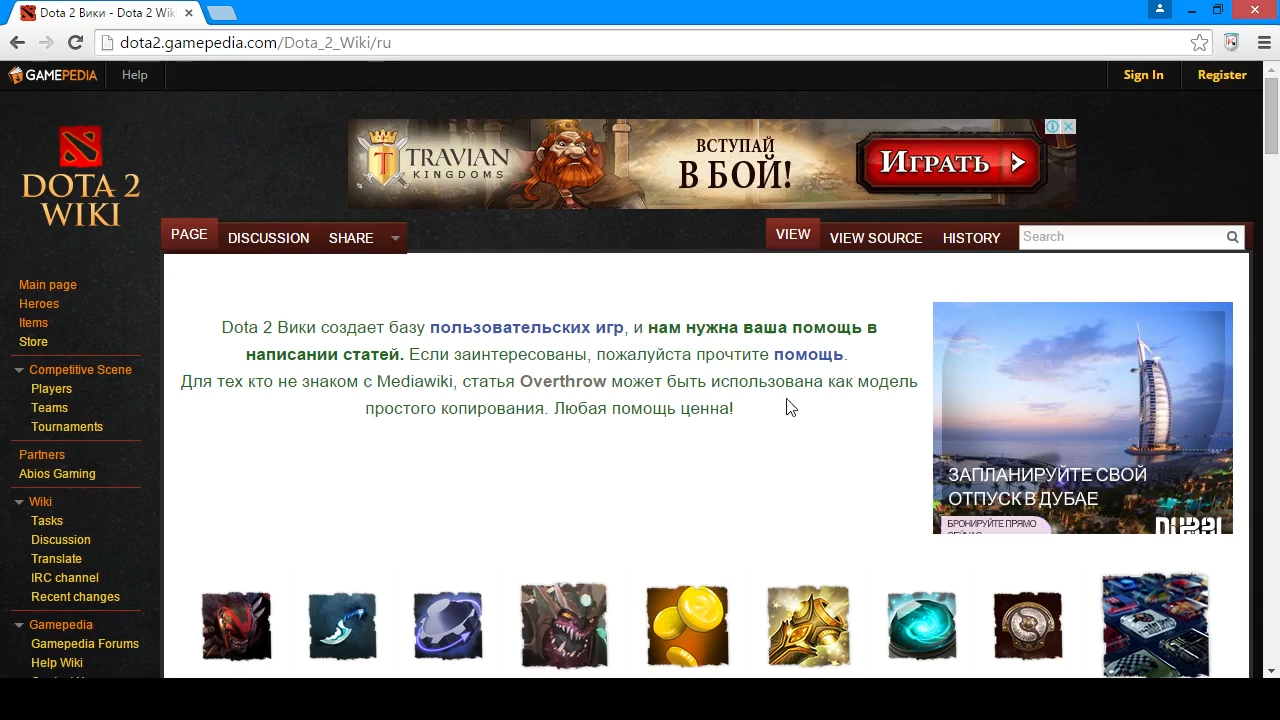 Dota 2 Вики - Dota 2 Wik
dota2.gamepedia.com/Dota_2_Wiki/ru
GAMEPEDIA
Help
Sign In
Register
DOTA 2
WIKI
TRAVIAN
KINGDOMS
ВСТУПАЙ
В БОЙ!
ИГРАТЬ
PAGE
DISCUSSION
SHARE
VIEW
VIEW SOURCE
HISTORY
Search
Main page
Heroes
Items
Store
Competitive Scene
Players
Teams
Tournaments
Partners
Abios Gaming
Wiki
Tasks
Discussion
Translate
IRC channel
Recent changes
Gamepedia
Gamepedia Forums
Help Wiki
Dota 2 Вики создает базу пользовательских игр, и нам нужна ваша помощь в
написании статей. Если заинтересованы, пожалуйста прочтите помощь.
Для тех кто не знаком с Mediawiki, статья Overthrow может быть использована как модель
простого копирования. Любая помощь ценна!
ЗАПЛАНИРУЙТЕ СВОЙ
ОТПУСК В ДУБАЕ
БРОНИРУЙТЕ ПРЯМО
DUBAI